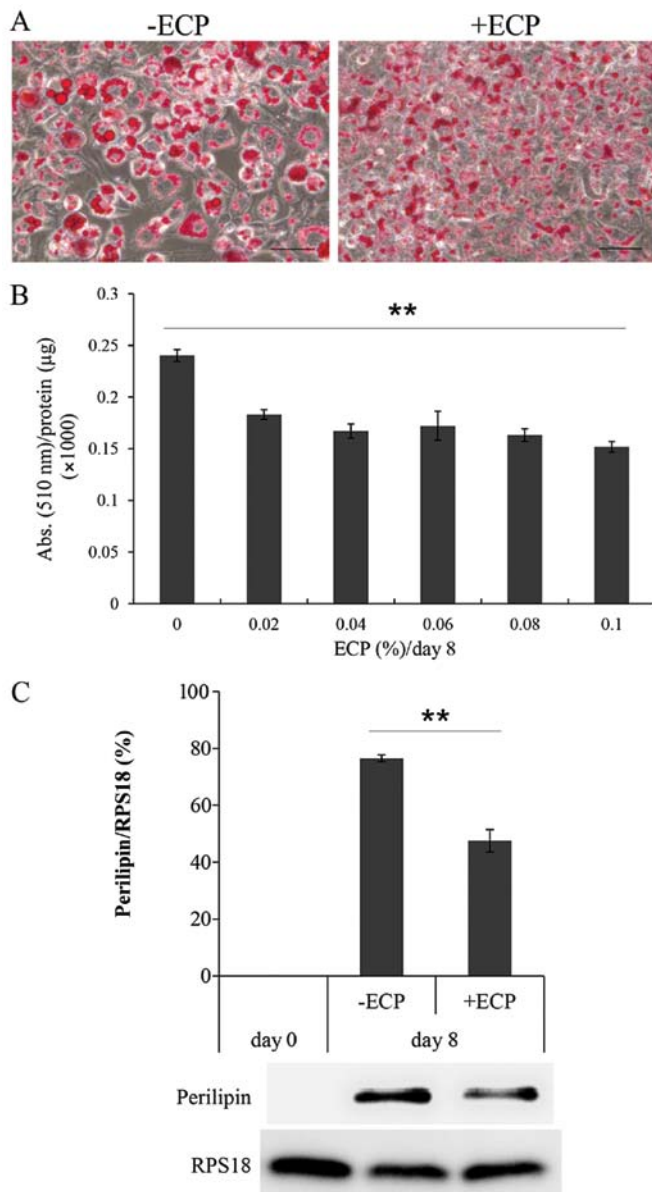 A
-ECP +ECP
B
**
Abs. (510 nm)/protein (µg)
(×1000)
0.25
0.2
0.15
0.1
0.05
0
0 0.02 0.04 0.06 0.08 0.1
ECP (%)/day 8
C
**
Perilipin/RPS18 (%)
100
80
60
40
20
0
-ECP +ECP
day 0 day 8
Perilipin
RPS18